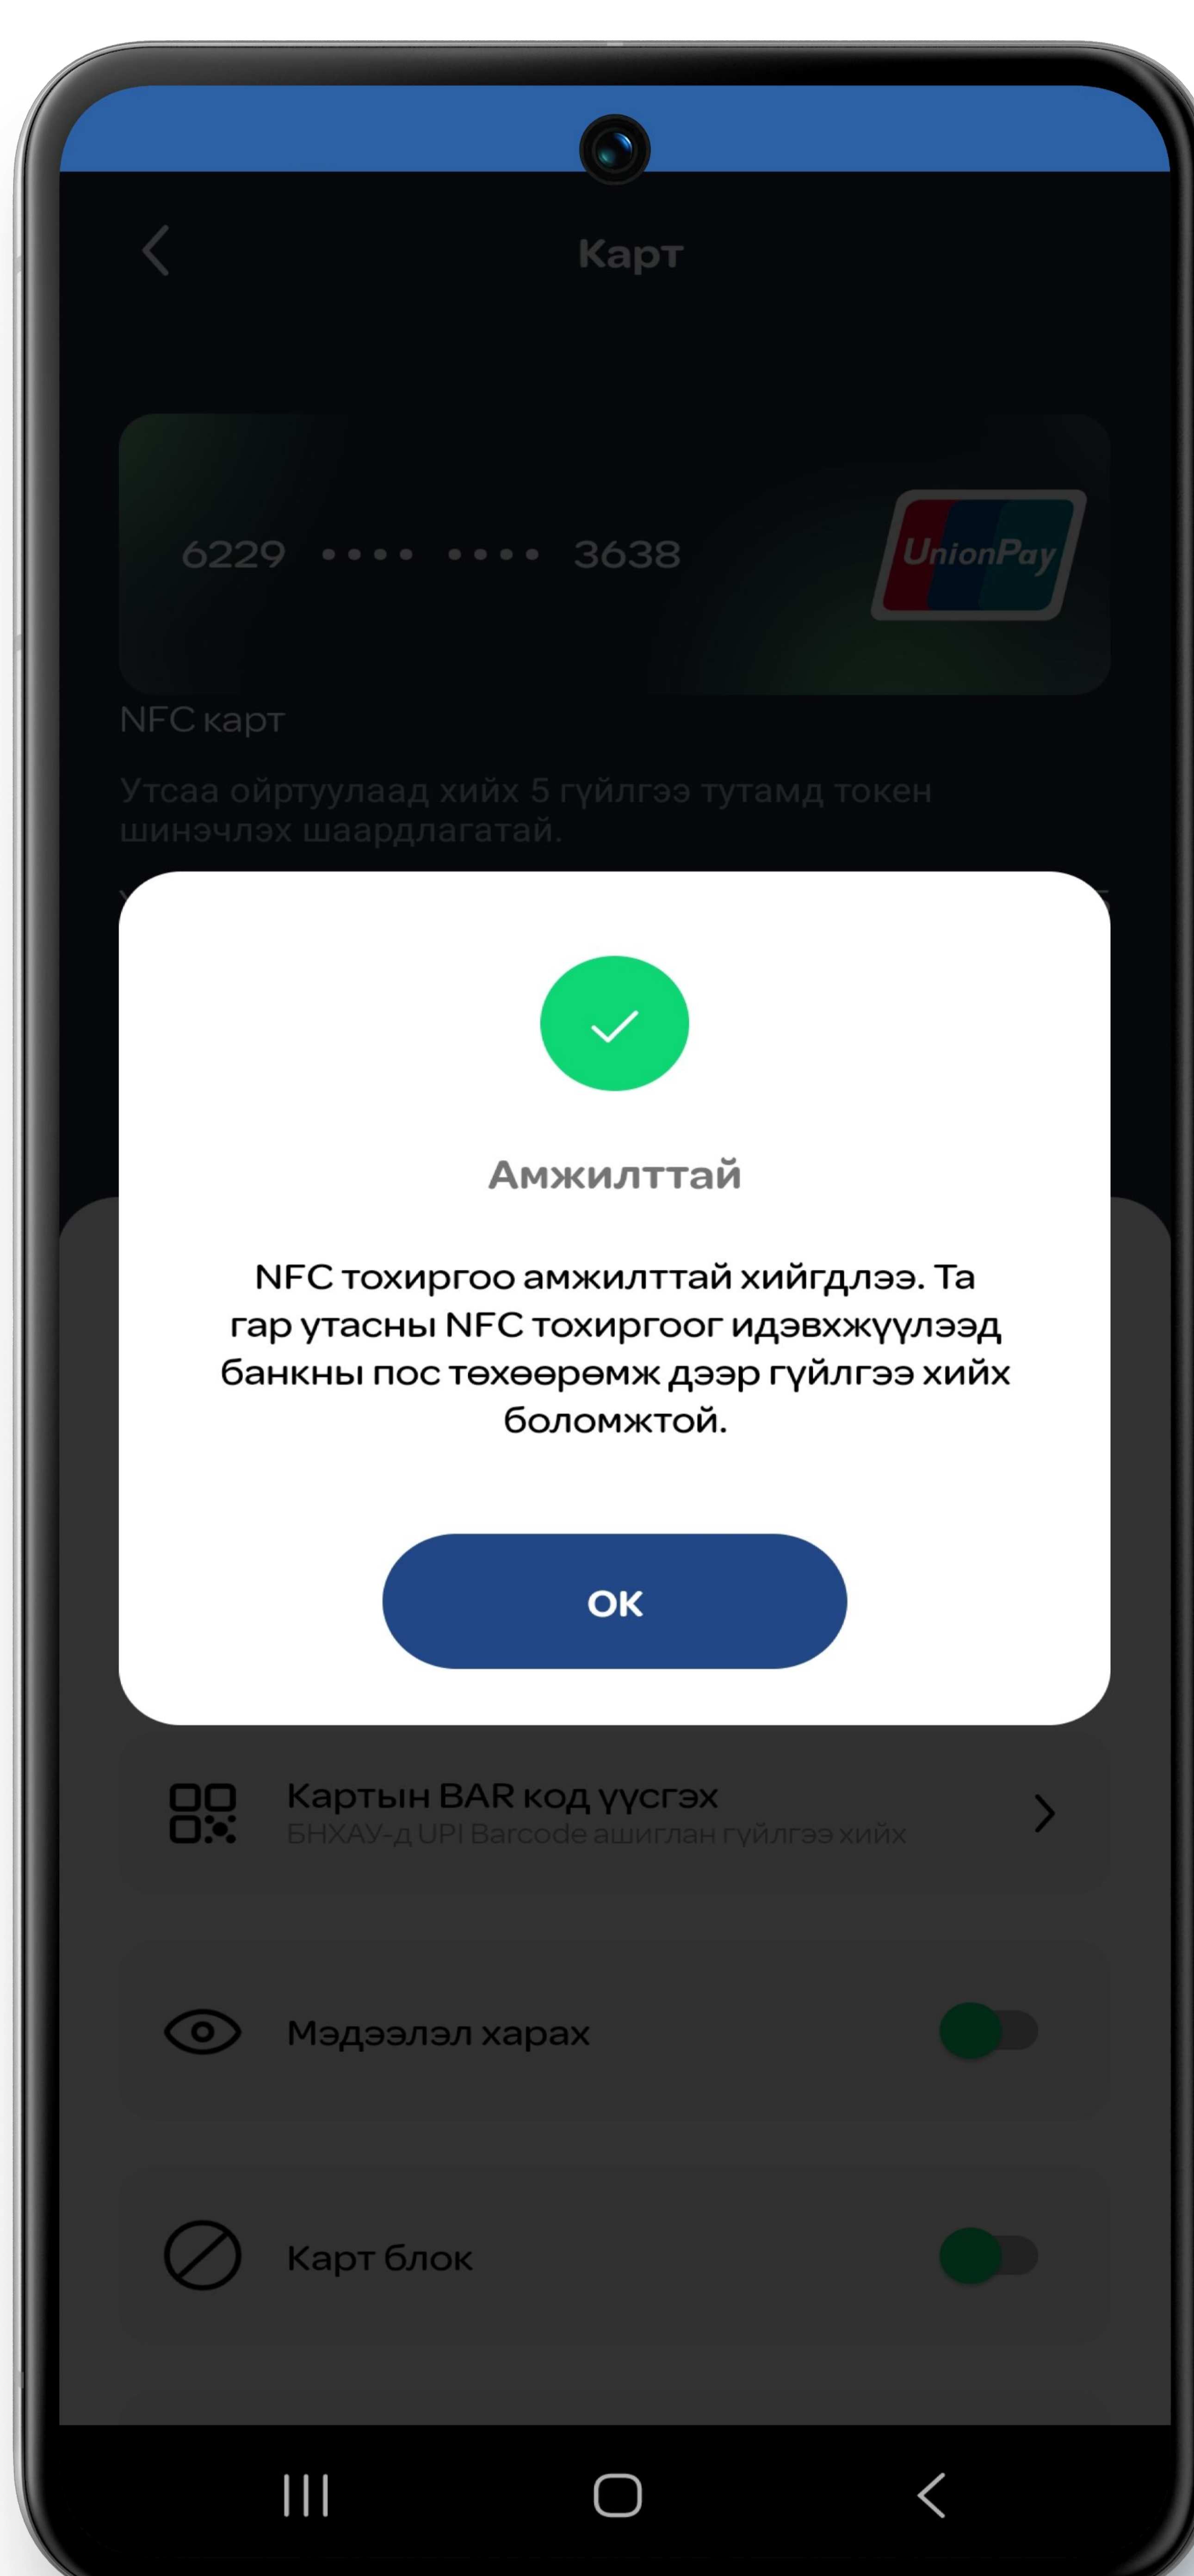 Карт
6229 •••• •••• 3638
UnionPay
NFC карт
Утсаа ойртуулаад хийх 5 гүйлгээ тутамд токен
шинэчлэх шаардлагатай.
Амжилттай
NFC тохиргоо амжилттай хийгдлээ. Та
гар утасны NFC тохиргоог идэвхжүүлээд
банкны пос төхөөрөмж дээр гүйлгээ хийх
боломжтой.
OK
Картын BAR код үүсгэх
БНХАУ-д UPI Barcode ашиглан гүйлгээ хийх
Мэдээлэл харах
Карт блок